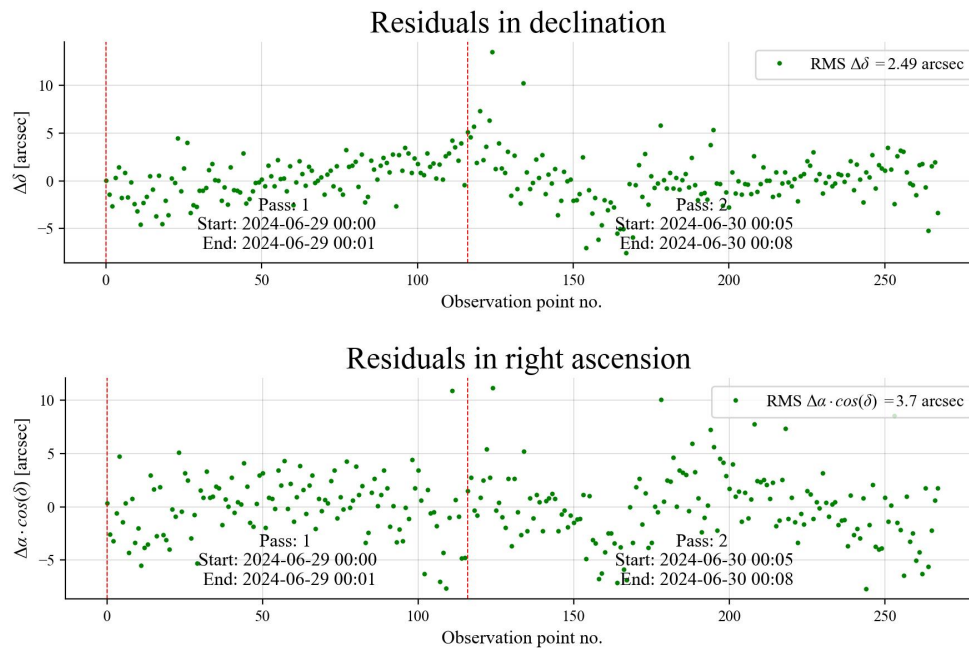 Residuals in declination
RMS Δδ =2.49 arcsec
Δδ [arcsec]
10
5
0
−5
Pass: 1
Start: 2024-06-29 00:00
End: 2024-06-29 00:01
Pass: 2
Start: 2024-06-30 00:05
End: 2024-06-30 00:08
0 50 100 150 200 250
Observation point no.
Residuals in right ascension
RMS Δα · cos(δ) =3.7 arcsec
Δα · cos(δ) [arcsec]
10
5
0
−5
Pass: 1
Start: 2024-06-29 00:00
End: 2024-06-29 00:01
Pass: 2
Start: 2024-06-30 00:05
End: 2024-06-30 00:08
0 50 100 150 200 250
Observation point no.